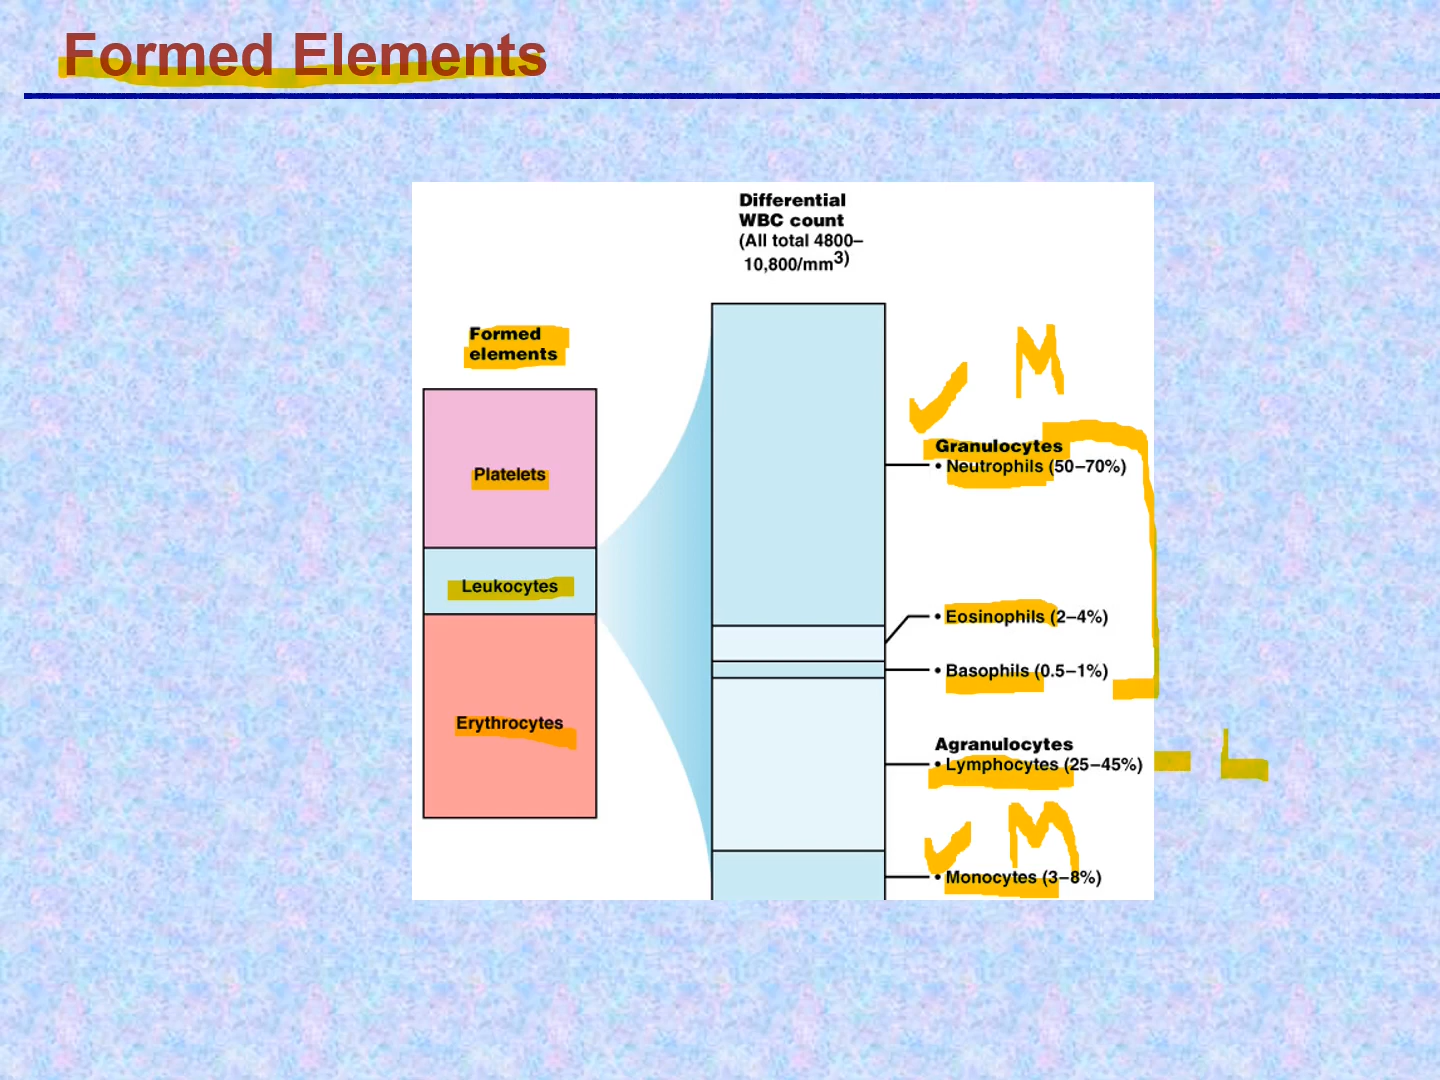 Formed Elements
Differential
WBC count
(All total 4800–
10,800/mm3)
Formed
elements
Platelets
Leukocytes
Erythrocytes
M
Granulocytes
• Neutrophils (50–70%)
• Eosinophils (2–4%)
• Basophils (0.5–1%)
Agranulocytes
• Lymphocytes (25–45%)
L
M
• Monocytes (3–8%)